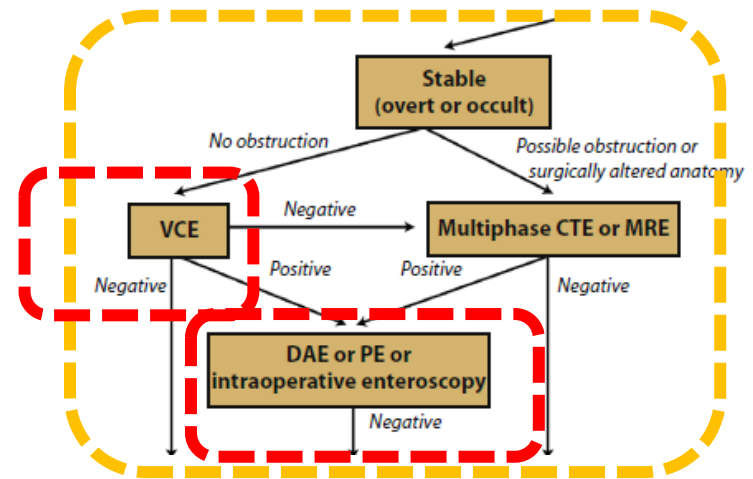 Stable
(overt or occult)
No obstruction
Possible obstruction or
surgically altered anatomy
VCE
Negative
Multiphase CTE or MRE
Negative
Positive
Positive
Negative
DAE or PE or
intraoperative enteroscopy
Negative